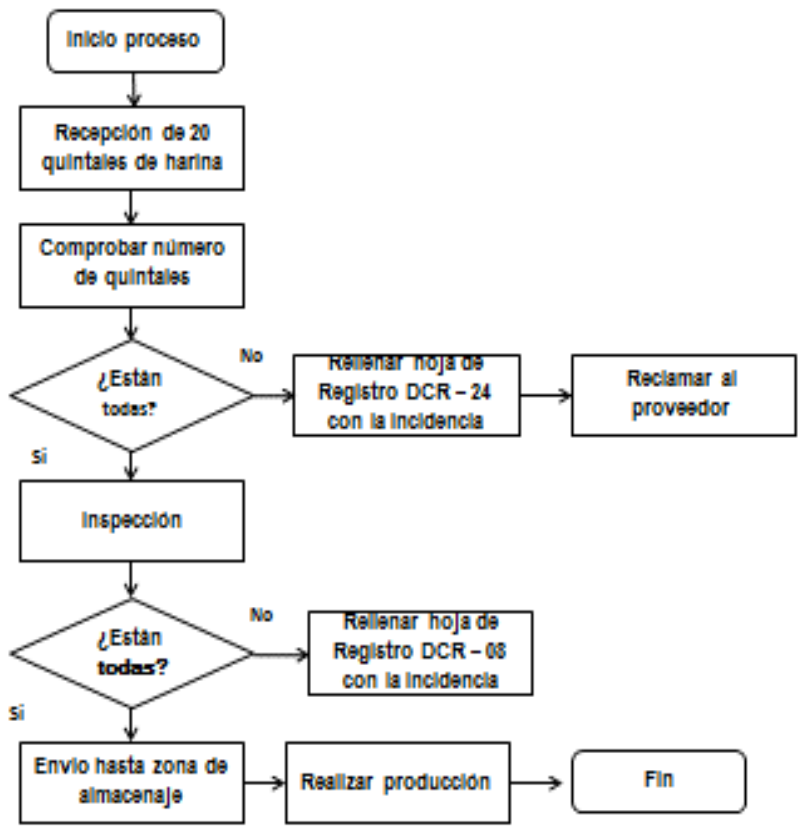 Inicio proceso
Recepción de 20
quintales de harina
Comprobar número
de quintales
¿Están
todas?
No
Rellenar hoja de
Registro DCR – 24
con la incidencia
Reclamar al
proveedor
Si
Inspección
¿Están
todas?
No
Rellenar hoja de
Registro DCR – 08
con la incidencia
Si
Envio hasta zona de
almacenaje
Realizar producción
Fin